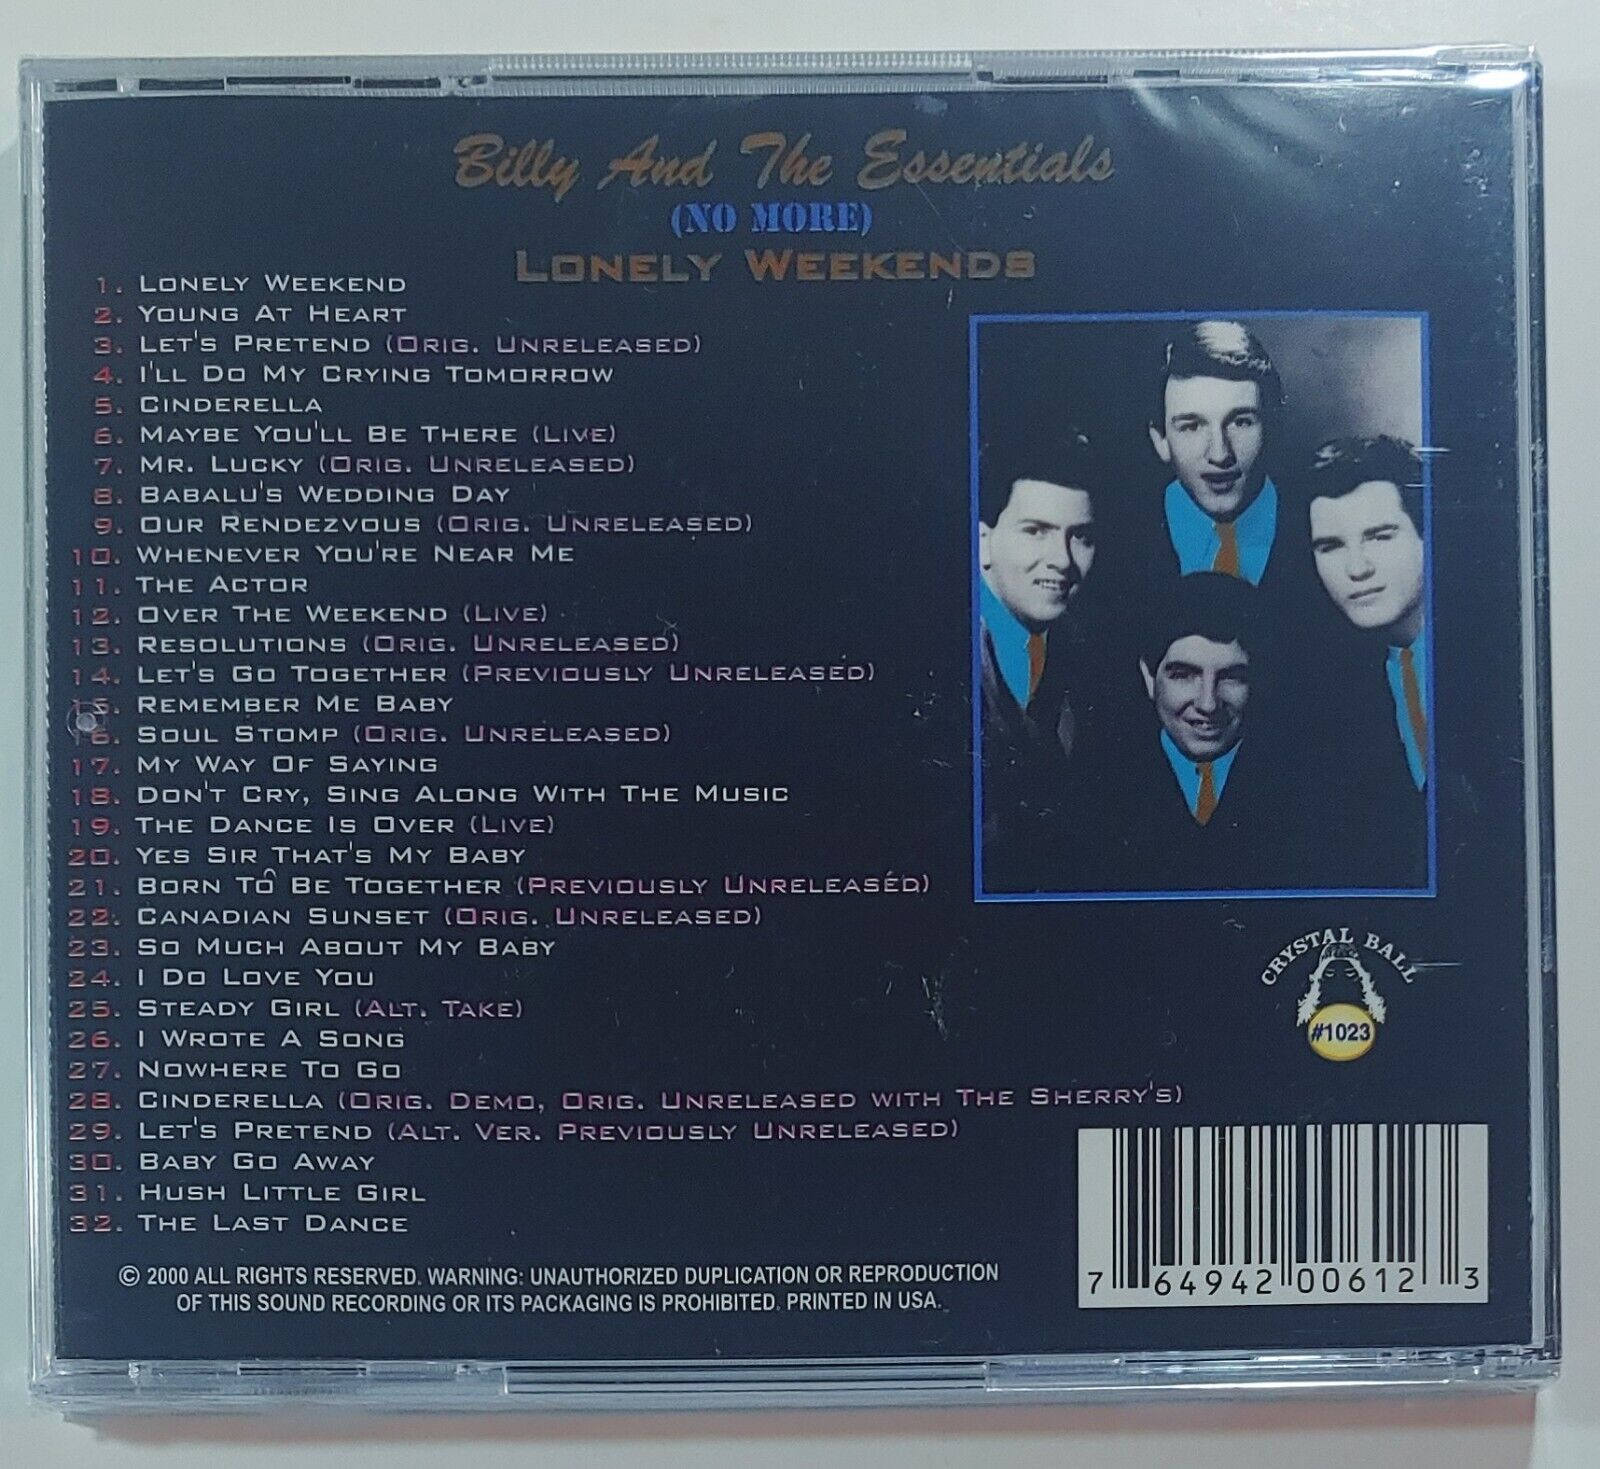 Billy And The Essentials
(NO MORE)
LONELY WEEKENDS
1. LONELY WEEKEND
2. YOUNG AT HEART
3. LET'S PRETEND (ORIG. UNRELEASED)
4. I'LL DO MY CRYING TOMORROW
5. CINDERELLA
6. MAYBE YOU'LL BE THERE (LIVE)
7. MR. LUCKY (ORIG. UNRELEASED)
8. BABALU'S WEDDING DAY
9. OUR RENDEZVOUS (ORIG. UNRELEASED)
10. WHENEVER YOU'RE NEAR ME
11. THE ACTOR
12. OVER THE WEEKEND (LIVE)
13. RESOLUTIONS (ORIG. UNRELEASED)
14. LET'S GO TOGETHER (PREVIOUSLY UNRELEASED)
15. REMEMBER ME BABY
16. SOUL STOMP (ORIG. UNRELEASED)
17. MY WAY OF SAYING
18. DON'T CRY, SING ALONG WITH THE MUSIC
19. THE DANCE IS OVER (LIVE)
20. YES SIR THAT'S MY BABY
21. BORN TO BE TOGETHER (PREVIOUSLY UNRELEASED)
22. CANADIAN SUNSET (ORIG. UNRELEASED)
23. SO MUCH ABOUT MY BABY
24. I DO LOVE YOU
25. STEADY GIRL (ALT. TAKE)
26. I WROTE A SONG
27. NOWHERE TO GO
28. CINDERELLA (ORIG. DEMO, ORIG. UNRELEASED WITH THE SHERRY'S)
29. LET'S PRETEND (ALT. VER. PREVIOUSLY UNRELEASED)
30. BABY GO AWAY
31. HUSH LITTLE GIRL
32. THE LAST DANCE
CRYSTAL BALL
#1023
© 2000 ALL RIGHTS RESERVED. WARNING: UNAUTHORIZED DUPLICATION OR REPRODUCTION
OF THIS SOUND RECORDING OR ITS PACKAGING IS PROHIBITED. PRINTED IN USA.
7 64942 00612 3